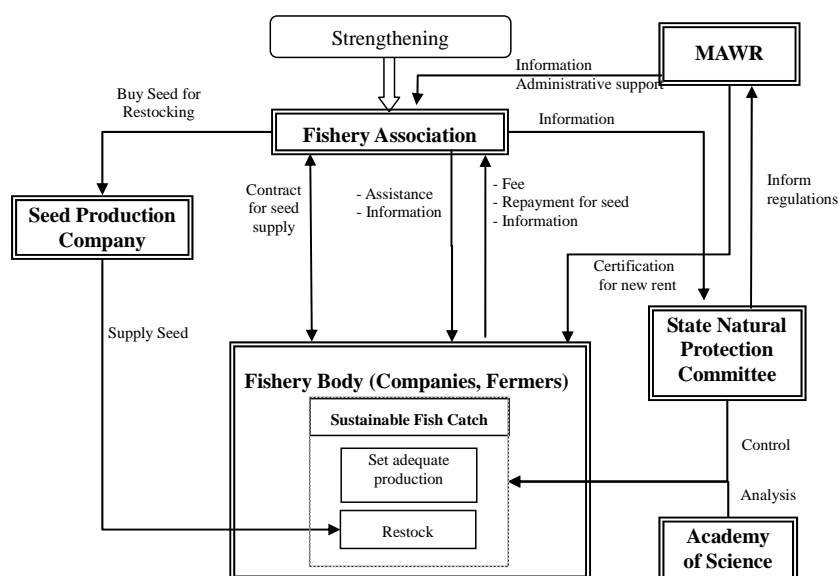 Strengthening
MAWR
Information
Administrative support
Buy Seed for
Restocking
Fishery Association
Information
Seed Production
Company
Contract
for seed
supply
- Assistance
- Information
- Fee
- Repayment for seed
- Information
Inform
regulations
Certification
for new rent
Supply Seed
State Natural
Protection
Committee
Fishery Body (Companies, Fermers)
Sustainable Fish Catch
Set adequate
production
Restock
Control
Analysis
Academy
of Science